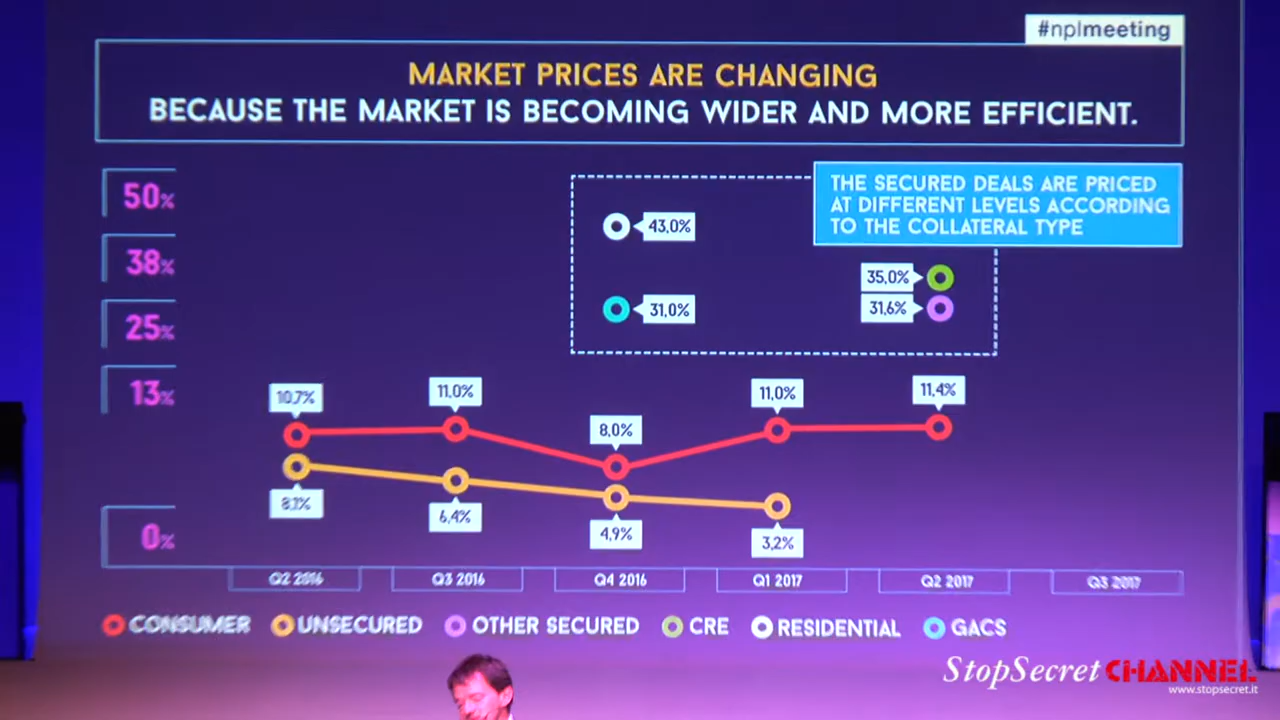 #nplmeeting
MARKET PRICES ARE CHANGING
BECAUSE THE MARKET IS BECOMING WIDER AND MORE EFFICIENT.
THE SECURED DEALS ARE PRICED
AT DIFFERENT LEVELS ACCORDING
TO THE COLLATERAL TYPE
50%
38%
25%
13%
0%
43,0%
31,0%
35,0%
31,6%
10,7%
11,0%
8,0%
11,0%
11,4%
8,1%
6,4%
4,9%
3,2%
Q2 2016 Q3 2016 Q4 2016 Q1 2017 Q2 2017 Q3 2017
CONSUMER UNSECURED OTHER SECURED CRE RESIDENTIAL GACS
StopSecret CHANNEL
www.stopsecret.it